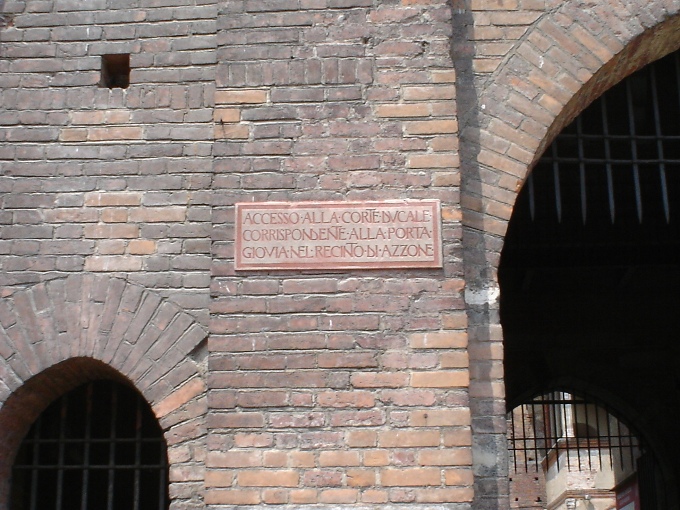 ACCESSO·ALLA·CORTE·DVCALE·
CORRISPONDENTE·ALLA·PORTA·
GIOVIA·NEL·RECINTO·DI·AZZONE·